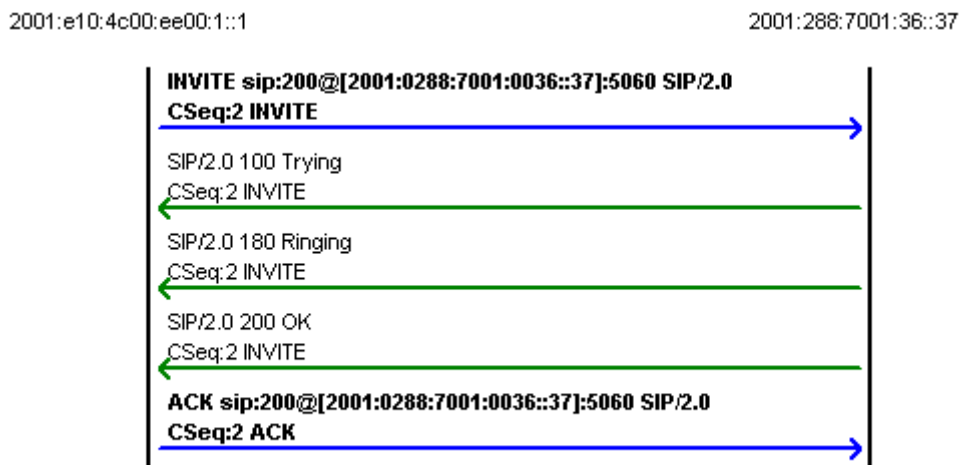 2001:e10:4c00:ee00:1::1 2001:288:7001:36::37
INVITE sip:200@[2001:0288:7001:0036::37]:5060 SIP/2.0
CSeq:2 INVITE
SIP/2.0 100 Trying
CSeq:2 INVITE
SIP/2.0 180 Ringing
CSeq:2 INVITE
SIP/2.0 200 OK
CSeq:2 INVITE
ACK sip:200@[2001:0288:7001:0036::37]:5060 SIP/2.0
CSeq:2 ACK